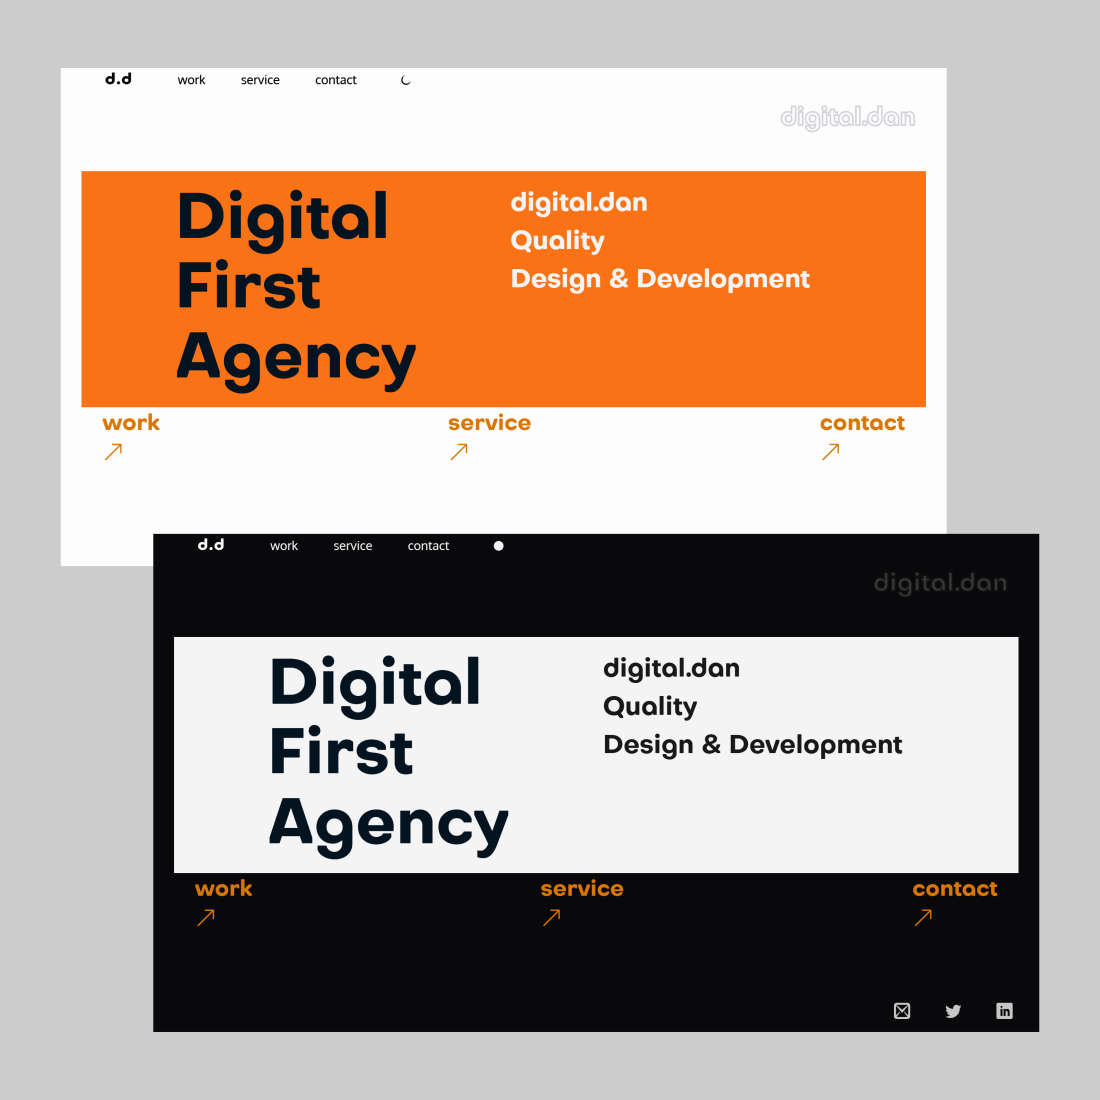 d.d work service contact
digital.dan
Digital
First
Agency
digital.dan
Quality
Design & Development
work service contact
d.d work service contact
digital.dan
Digital
First
Agency
digital.dan
Quality
Design & Development
work service contact
in